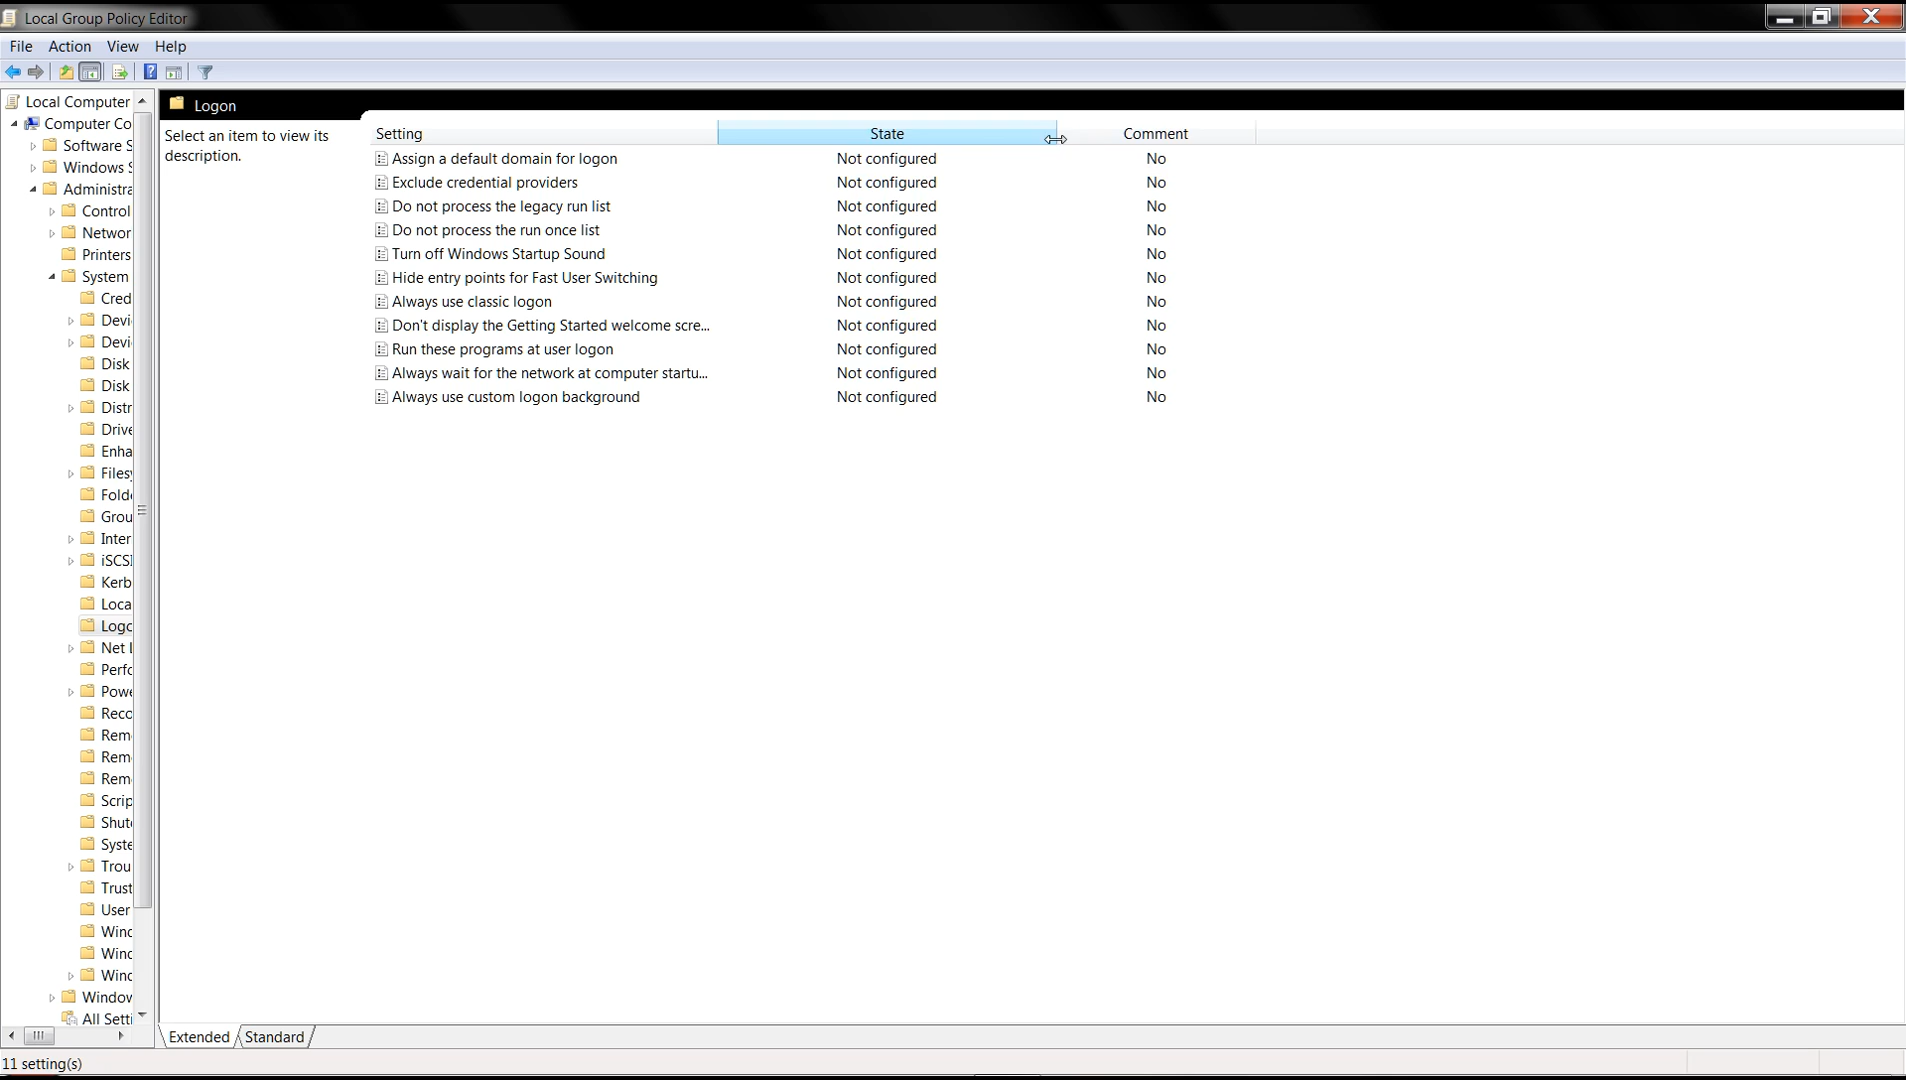 Local Group Policy Editor
File Action View Help
Local Computer
Computer Co
Software S
Windows S
Administra
Control
Networ
Printers
System
Cred
Devi
Devi
Disk
Disk
Distr
Drive
Enha
Filesy
Folde
Grou
Inter
iSCSI
Kerb
Loca
Logo
Net L
Perfo
Powe
Reco
Rem
Rem
Rem
Scrip
Shut
Syste
Trou
Trust
User
Wind
Wind
Wind
Window
All Setti
Logon
Select an item to view its
description.
Setting State Comment
Assign a default domain for logon Not configured No
Exclude credential providers Not configured No
Do not process the legacy run list Not configured No
Do not process the run once list Not configured No
Turn off Windows Startup Sound Not configured No
Hide entry points for Fast User Switching Not configured No
Always use classic logon Not configured No
Don't display the Getting Started welcome scre... Not configured No
Run these programs at user logon Not configured No
Always wait for the network at computer startu... Not configured No
Always use custom logon background Not configured No
Extended Standard
11 setting(s)